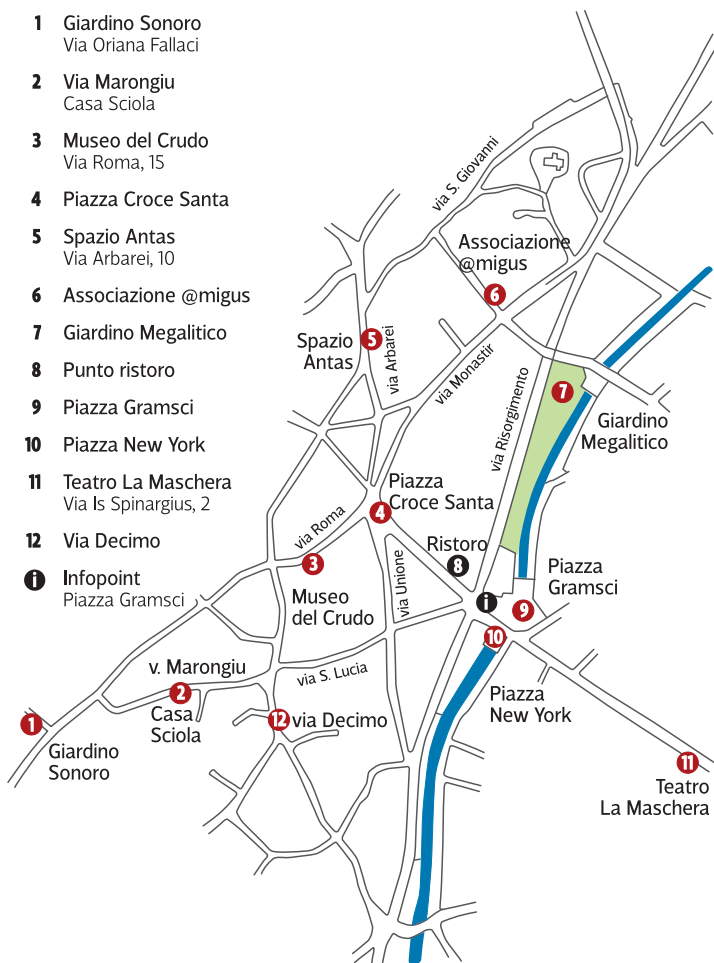 1 Giardino Sonoro
Via Oriana Fallaci
2 Via Marongiu
Casa Sciola
3 Museo del Crudo
Via Roma, 15
4 Piazza Croce Santa
5 Spazio Antas
Via Arbarei, 10
6 Associazione @migus
7 Giardino Megalitico
8 Punto ristoro
9 Piazza Gramsci
10 Piazza New York
11 Teatro La Maschera
Via Is Spinargius, 2
12 Via Decimo
i Infopoint
Piazza Gramsci
via S. Giovanni
Associazione
@migus
6
Spazio
Antas
5
via Arbarei
via Monastir
via Risorgimento
7
Giardino
Megalitico
Piazza
Croce Santa
4
via Roma
3
Museo
del Crudo
via Unione
Ristoro
8
i
Piazza
Gramsci
9
10
Piazza
New York
v. Marongiu
2
Casa
Sciola
via S. Lucia
12 via Decimo
1
Giardino
Sonoro
11
Teatro
La Maschera